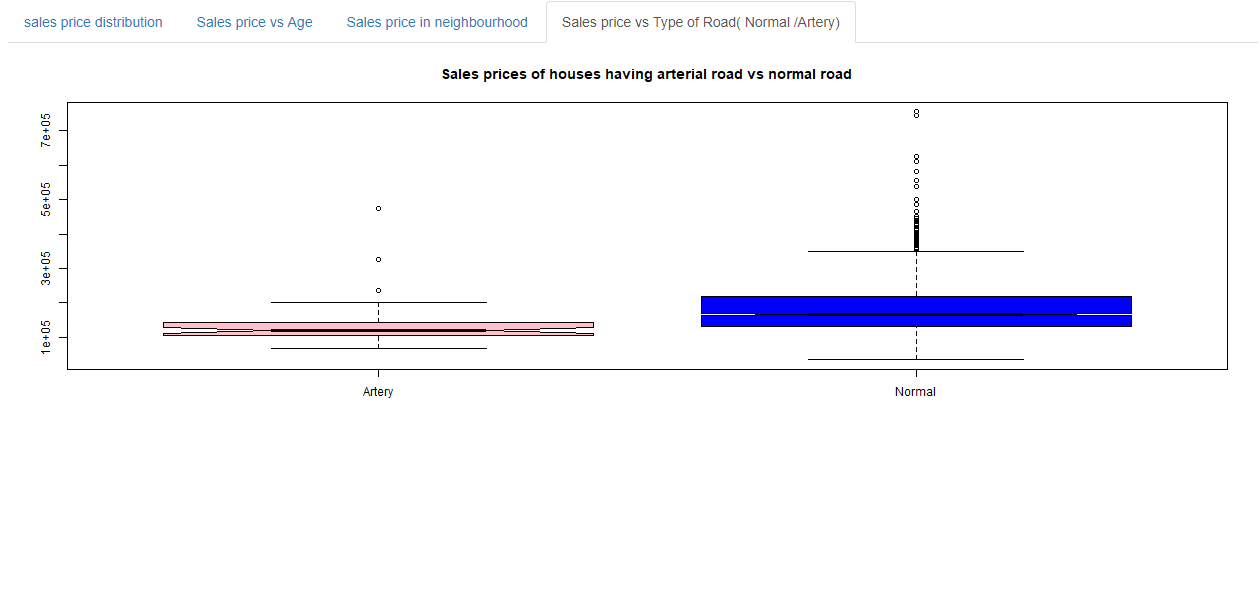 sales price distribution Sales price vs Age Sales price in neighbourhood Sales price vs Type of Road( Normal /Artery)
Sales prices of houses having arterial road vs normal road
7e+05
5e+05
3e+05
1e+05
Artery Normal